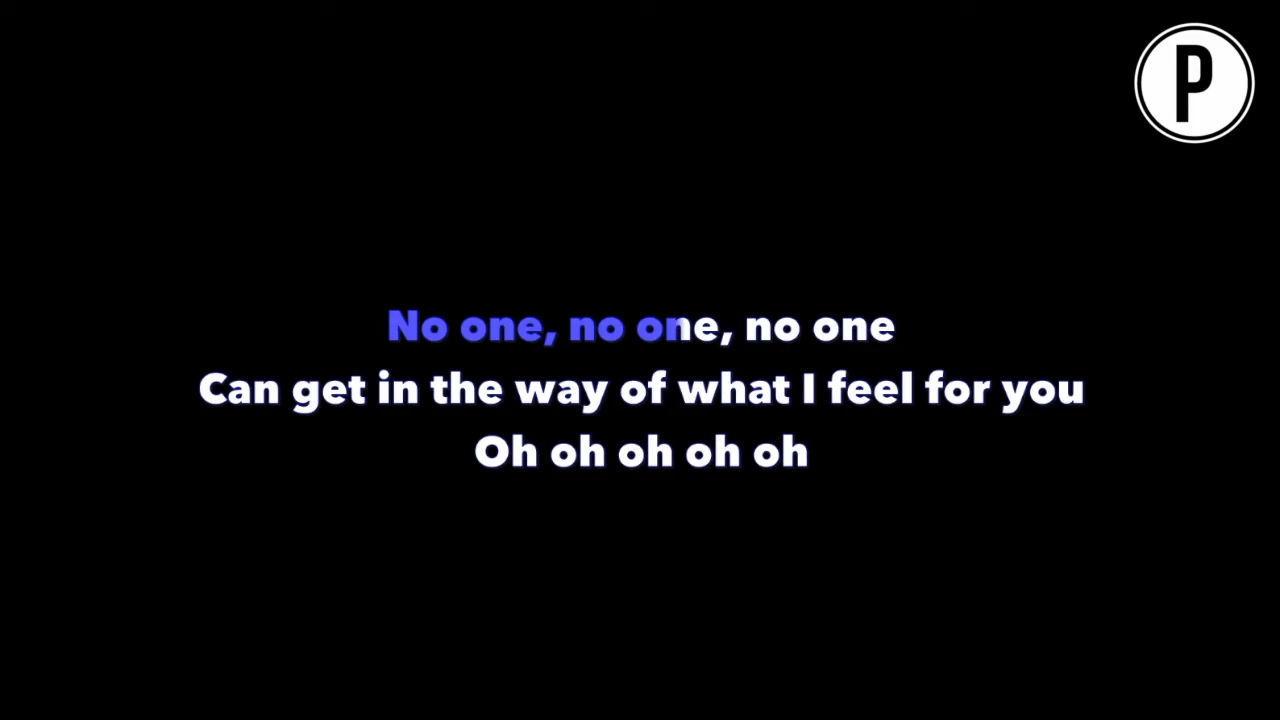 P
No one, no one, no one
Can get in the way of what I feel for you
Oh oh oh oh oh